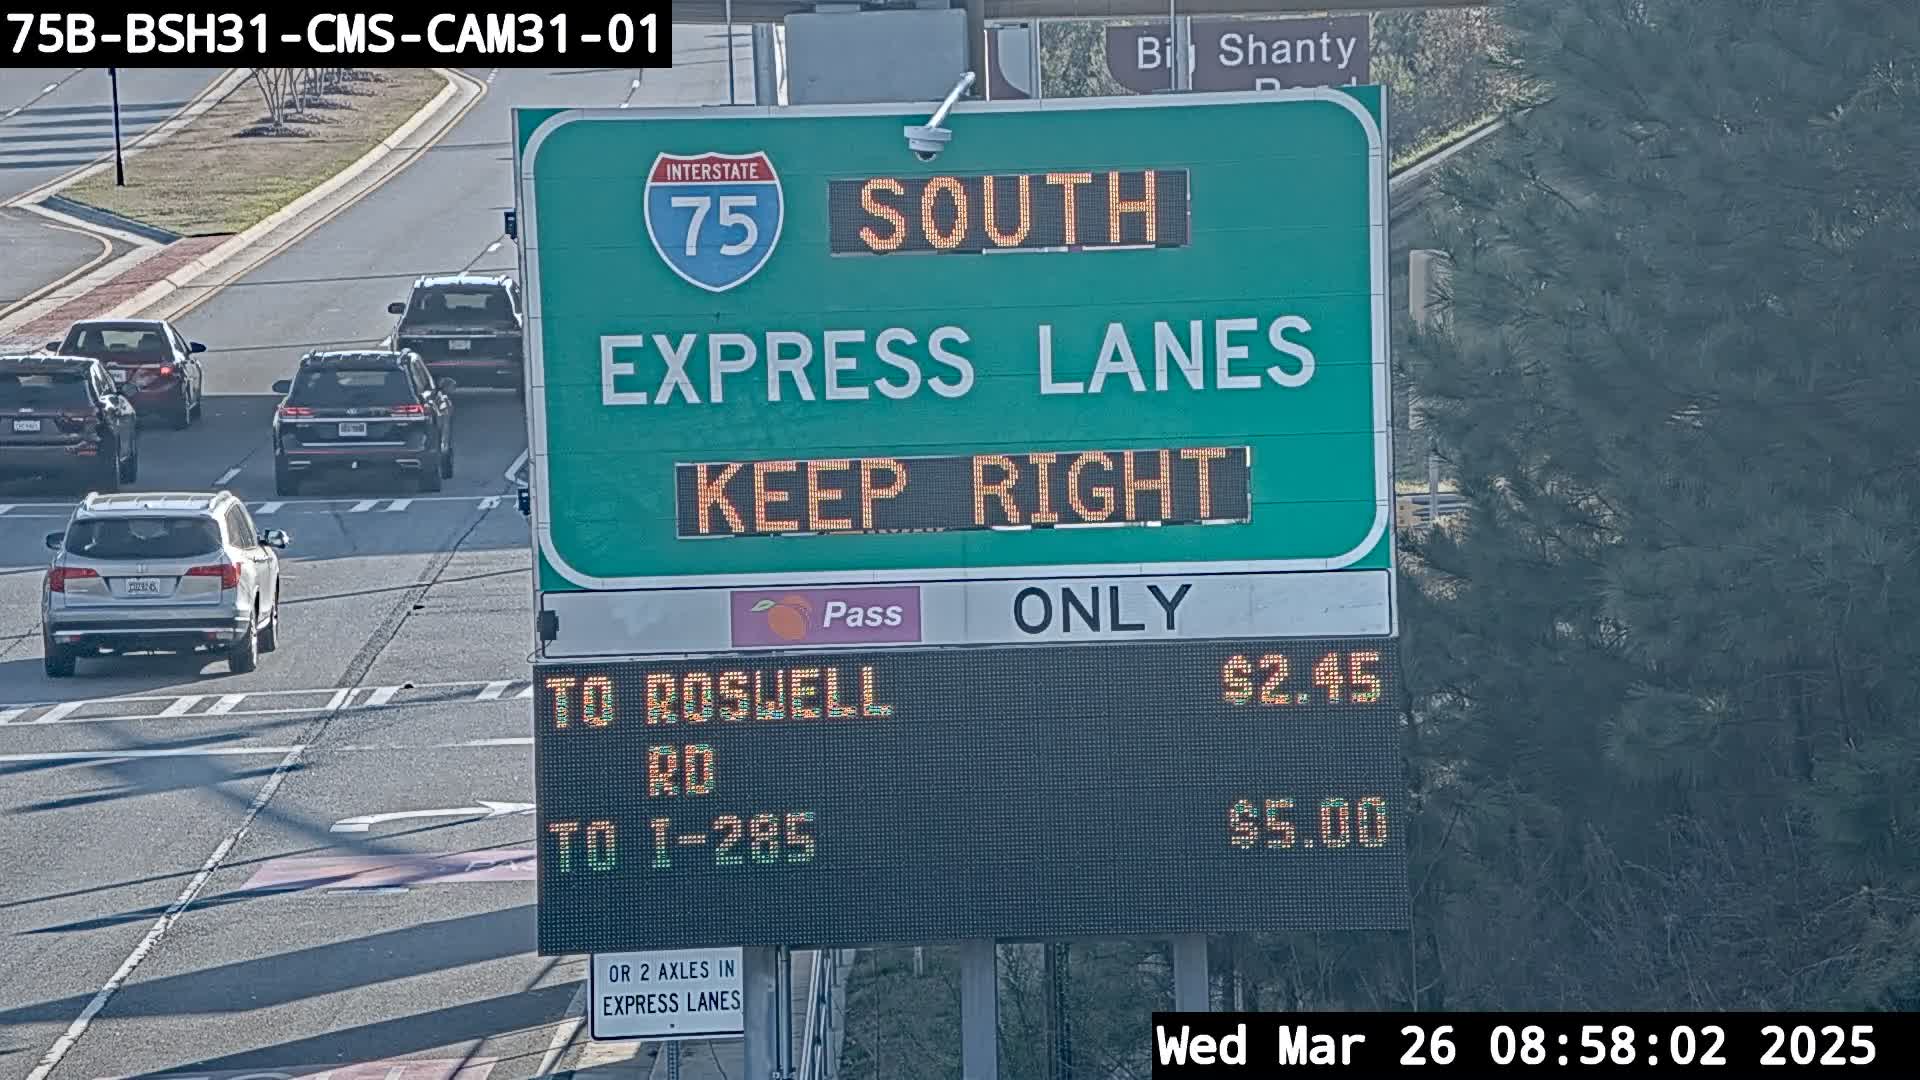 75B-BSH31-CMS-CAM31-01
Big Shanty
Road
INTERSTATE
75
SOUTH
EXPRESS LANES
KEEP RIGHT
Pass
ONLY
TO ROSWELL $2.45
RD
TO I-285 $5.00
OR 2 AXLES IN
EXPRESS LANES
Wed Mar 26 08:58:02 2025